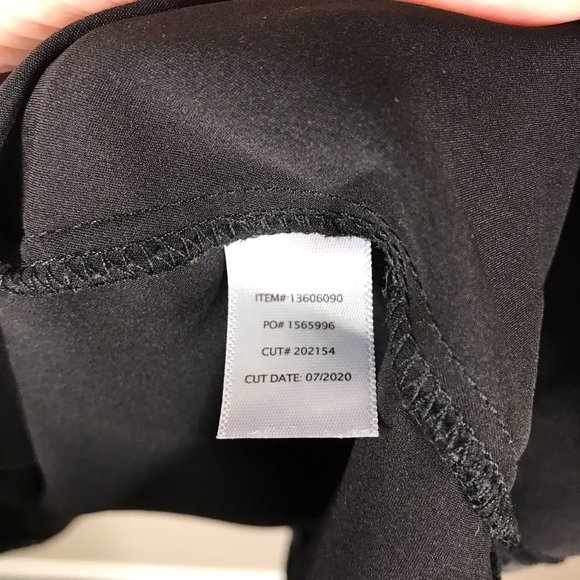 ITEM# 13606090
PO# 1565996
CUT# 202154
CUT DATE: 07/2020